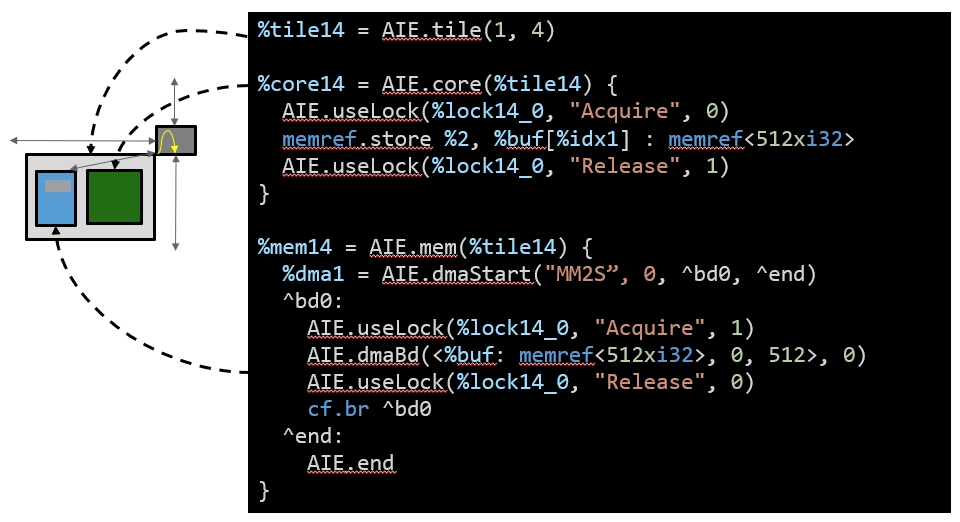 %tile14 = AIE.tile(1, 4)
%core14 = AIE.core(%tile14) {
AIE.useLock(%lock14_0, "Acquire", 0)
memref.store %2, %buf[%idx1] : memref<512xi32>
AIE.useLock(%lock14_0, "Release", 1)
}
%mem14 = AIE.mem(%tile14) {
%dma1 = AIE.dmaStart("MM2S”, 0, ^bd0, ^end)
^bd0:
AIE.useLock(%lock14_0, "Acquire", 1)
AIE.dmaBd(<%buf: memref<512xi32>, 0, 512>, 0)
AIE.useLock(%lock14_0, "Release", 0)
cf.br ^bd0
^end:
AIE.end
}